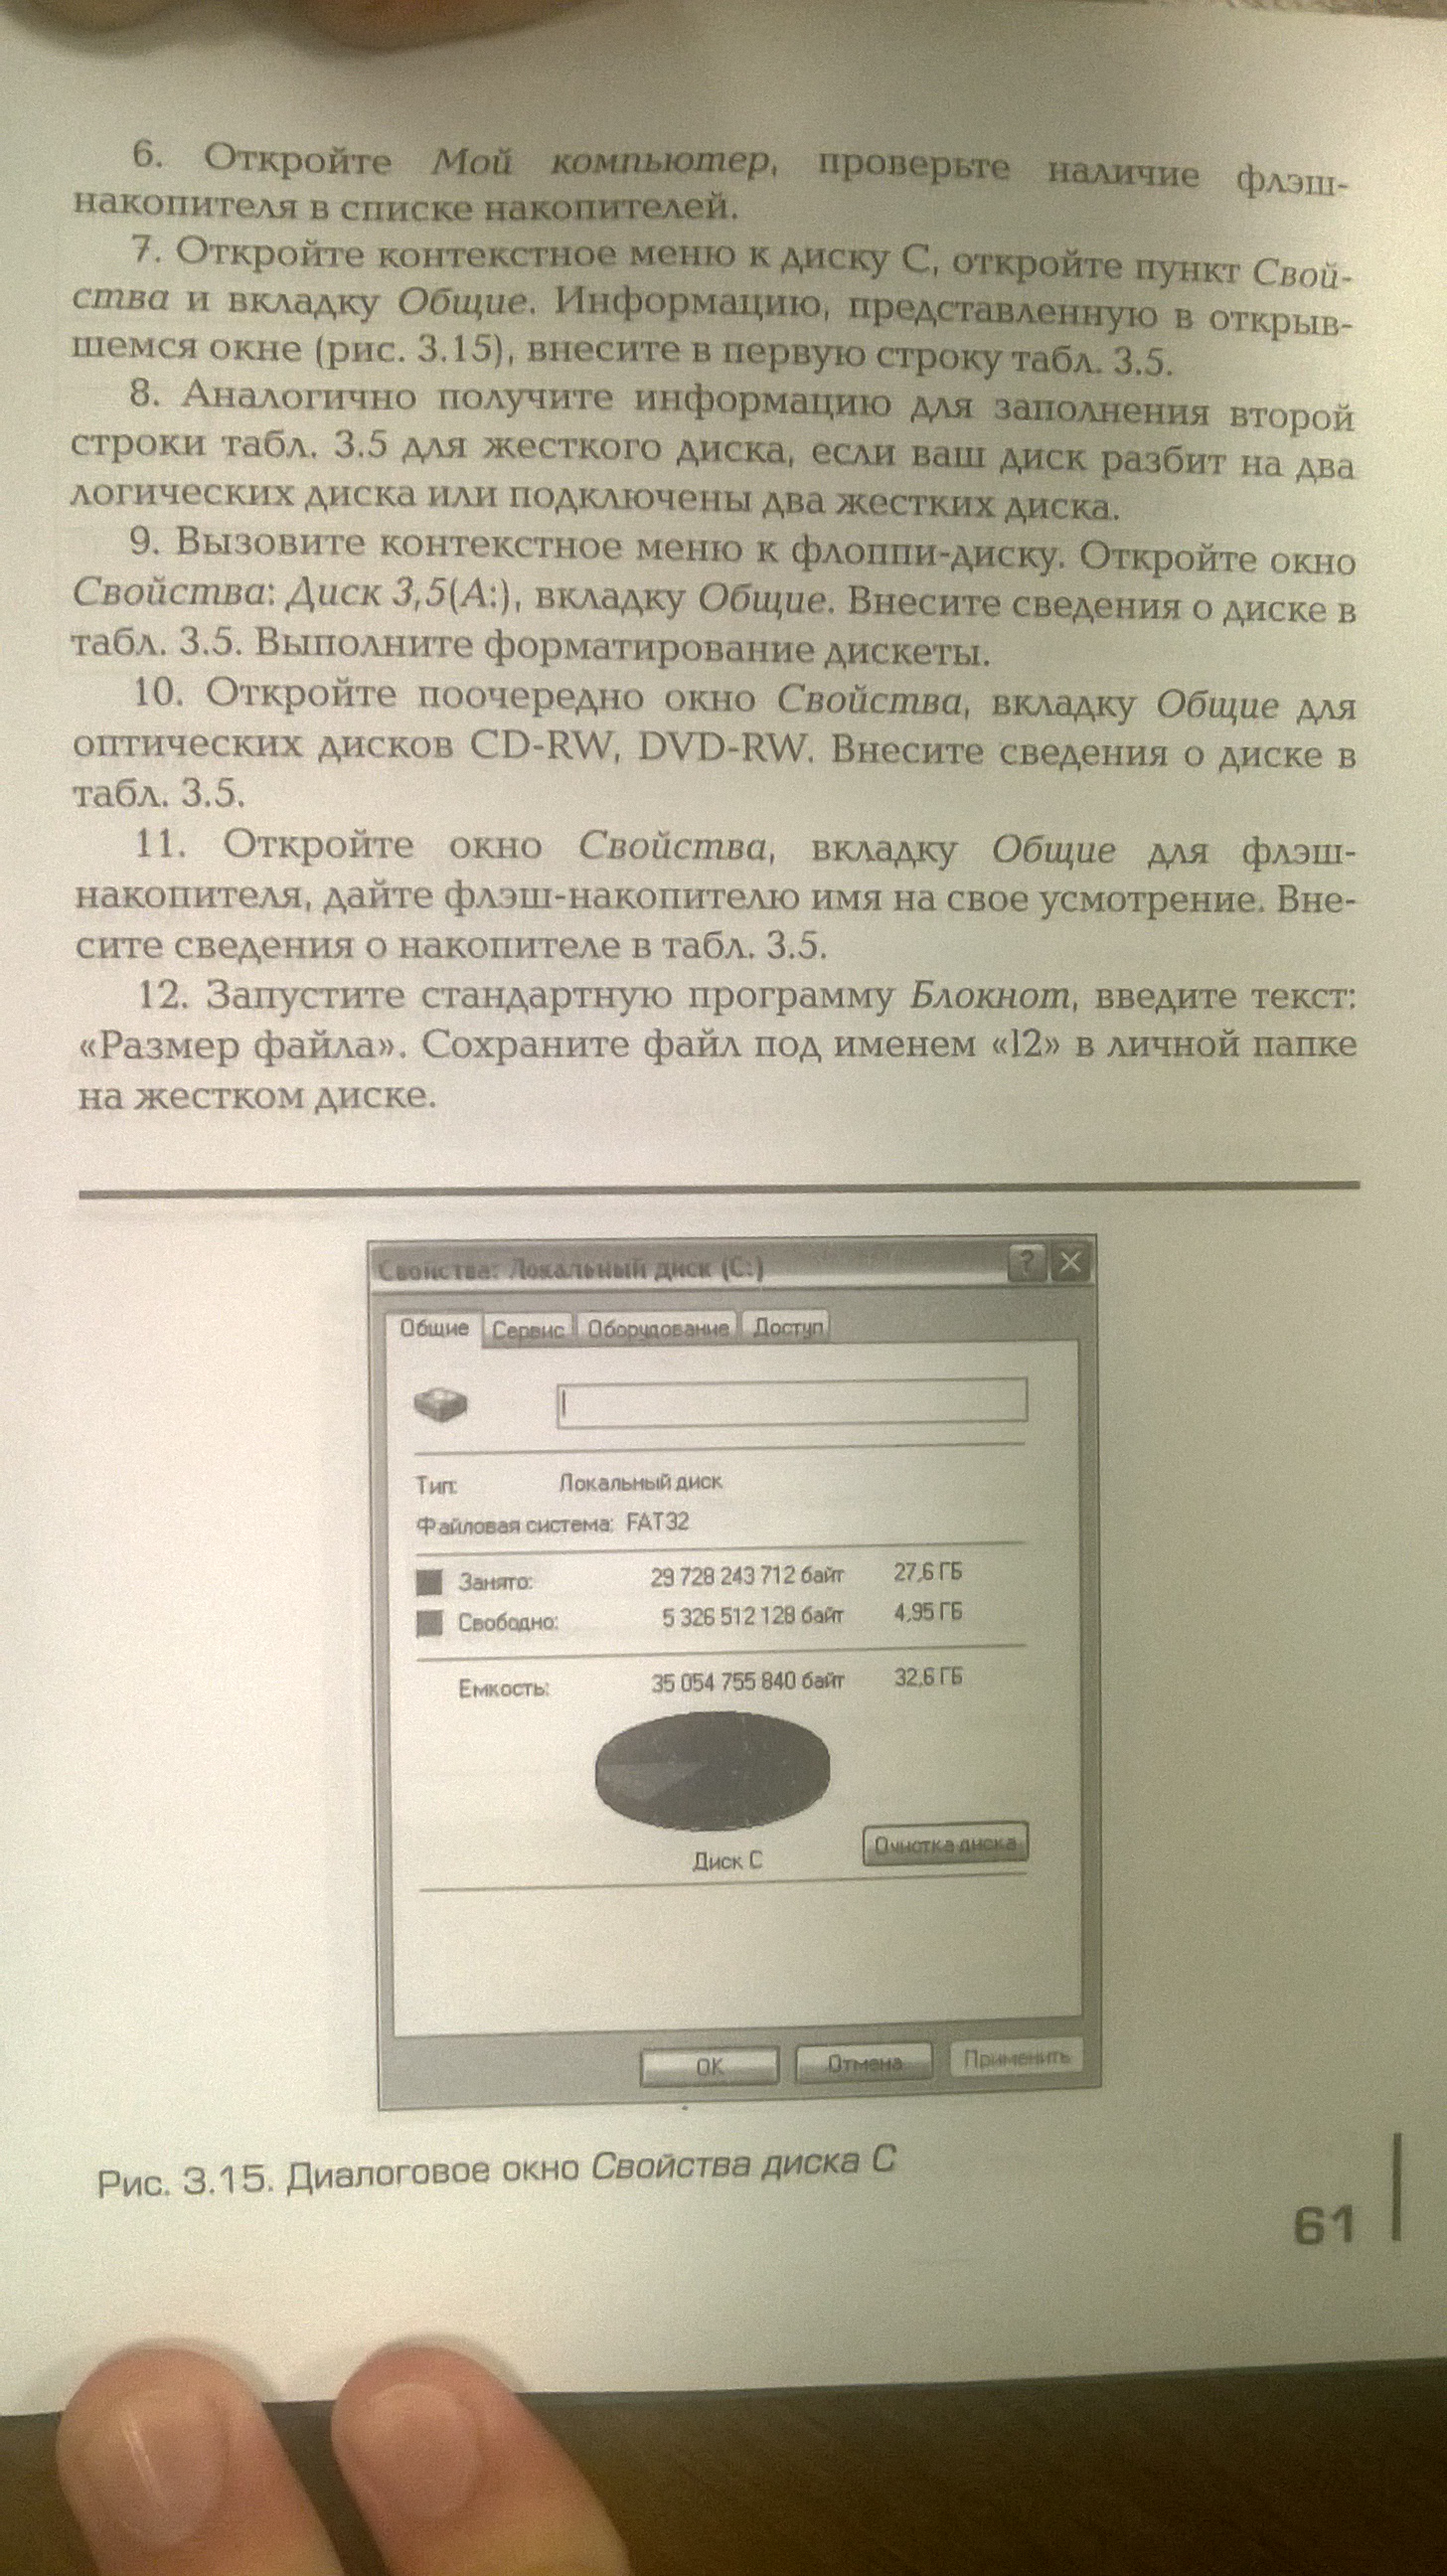 6. Откройте Мой компьютер, проверьте наличие флэш-
накопителя в списке накопителей.
7. Откройте контекстное меню к диску С, откройте пункт Свой-
ства и вкладку Общие. Информацию, представленную в открыв-
шемся окне (рис. 3.15), внесите в первую строку табл. 3.5.
8. Аналогично получите информацию для заполнения второй
строки табл. 3.5 для жесткого диска, если ваш диск разбит на два
логических диска или подключены два жестких диска.
9. Вызовите контекстное меню к флоппи-диску. Откройте окно
Свойства: Диск 3,5(А:), вкладку Общие. Внесите сведения о диске в
табл. 3.5. Выполните форматирование дискеты.
10. Откройте поочередно окно Свойства, вкладку Общие для
оптических дисков CD-RW, DVD-RW. Внесите сведения о диске в
табл. 3.5.
11. Откройте окно Свойства, вкладку Общие для флэш-
накопителя, дайте флэш-накопителю имя на свое усмотрение. Вне-
сите сведения о накопителе в табл. 3.5.
12. Запустите стандартную программу Блокнот, введите текст:
«Размер файла». Сохраните файл под именем «l2» в личной папке
на жестком диске.
Свойства: Локальный диск (C:)
Общие Сервис Оборудование Доступ
Тип: Локальный диск
Файловая система: FAT32
Занято: 29 728 243 712 байт 27,6 ГБ
Свободно: 5 326 512 128 байт 4,95 ГБ
Емкость: 35 054 755 840 байт 32,6 ГБ
Диск C
Очистка диска
ОК Отмена Применить
Рис. 3.15. Диалоговое окно Свойства диска С
61